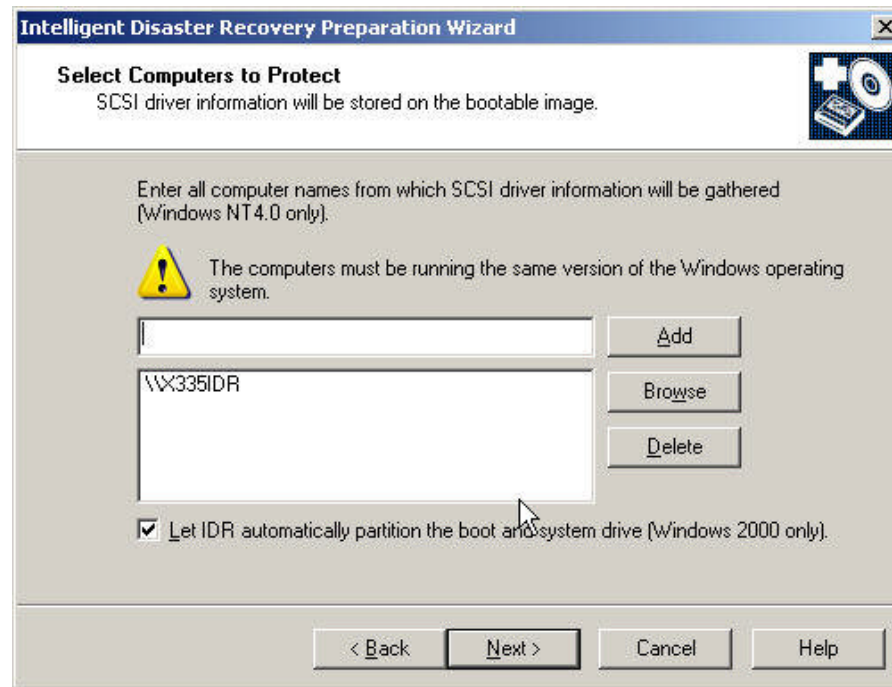 Intelligent Disaster Recovery Preparation Wizard
Select Computers to Protect
SCSI driver information will be stored on the bootable image.
Enter all computer names from which SCSI driver information will be gathered
(Windows NT4.0 only).
The computers must be running the same version of the Windows operating
system.
Add
\\X335IDR
Browse
Delete
Let IDR automatically partition the boot and system drive (Windows 2000 only).
< Back
Next >
Cancel
Help